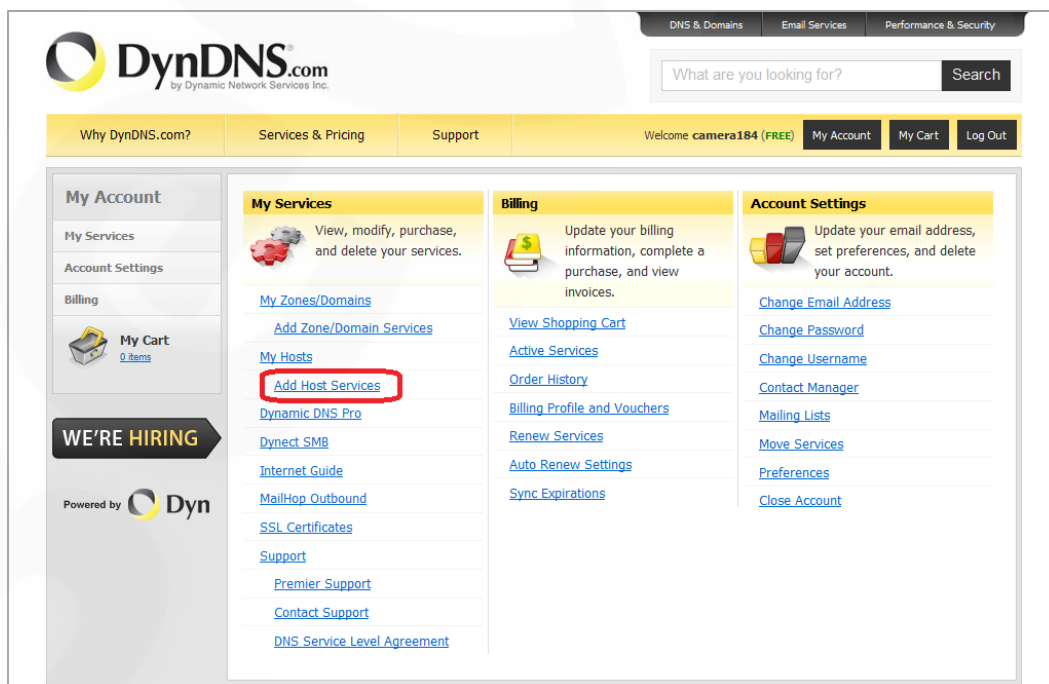 DNS & Domains Email Services Performance & Security
DynDNS.com
by Dynamic Network Services Inc.
What are you looking for? Search
Why DynDNS.com? Services & Pricing Support Welcome camera184 (FREE) My Account My Cart Log Out
My Account
My Services
Account Settings
Billing
My Cart
0 items
WE'RE HIRING
Powered by Dyn
My Services
View, modify, purchase,
and delete your services.
My Zones/Domains
Add Zone/Domain Services
My Hosts
Add Host Services
Dynamic DNS Pro
Dynect SMB
Internet Guide
MailHop Outbound
SSL Certificates
Support
Premier Support
Contact Support
DNS Service Level Agreement
Billing
Update your billing
information, complete a
purchase, and view
invoices.
View Shopping Cart
Active Services
Order History
Billing Profile and Vouchers
Renew Services
Auto Renew Settings
Sync Expirations
Account Settings
Update your email address,
set preferences, and delete
your account.
Change Email Address
Change Password
Change Username
Contact Manager
Mailing Lists
Move Services
Preferences
Close Account